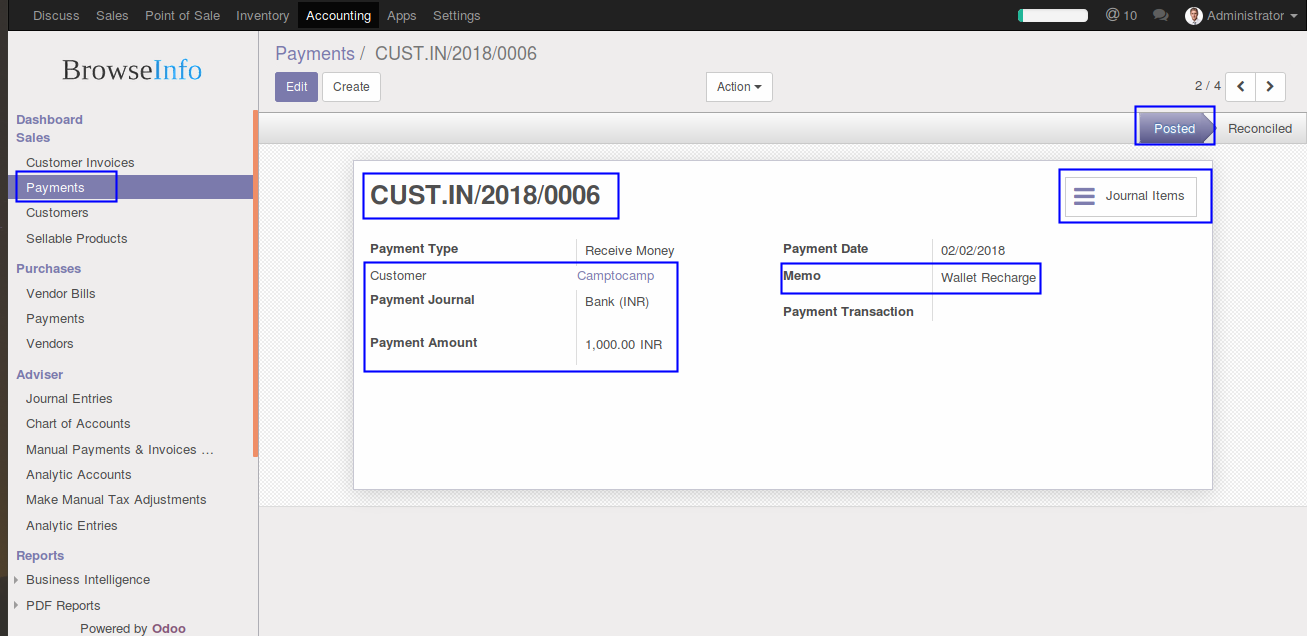 Discuss Sales Point of Sale Inventory Accounting Apps Settings @ 10 Administrator
BrowseInfo
Dashboard
Sales
Customer Invoices
Payments
Customers
Sellable Products
Purchases
Vendor Bills
Payments
Vendors
Adviser
Journal Entries
Chart of Accounts
Manual Payments & Invoices ...
Analytic Accounts
Make Manual Tax Adjustments
Analytic Entries
Reports
Business Intelligence
PDF Reports
Powered by Odoo
Payments / CUST.IN/2018/0006
Edit Create Action 2 / 4
Posted Reconciled
CUST.IN/2018/0006
Journal Items
Payment Type Receive Money
Customer Camptocamp
Payment Journal Bank (INR)
Payment Amount 1,000.00 INR
Payment Date 02/02/2018
Memo Wallet Recharge
Payment Transaction